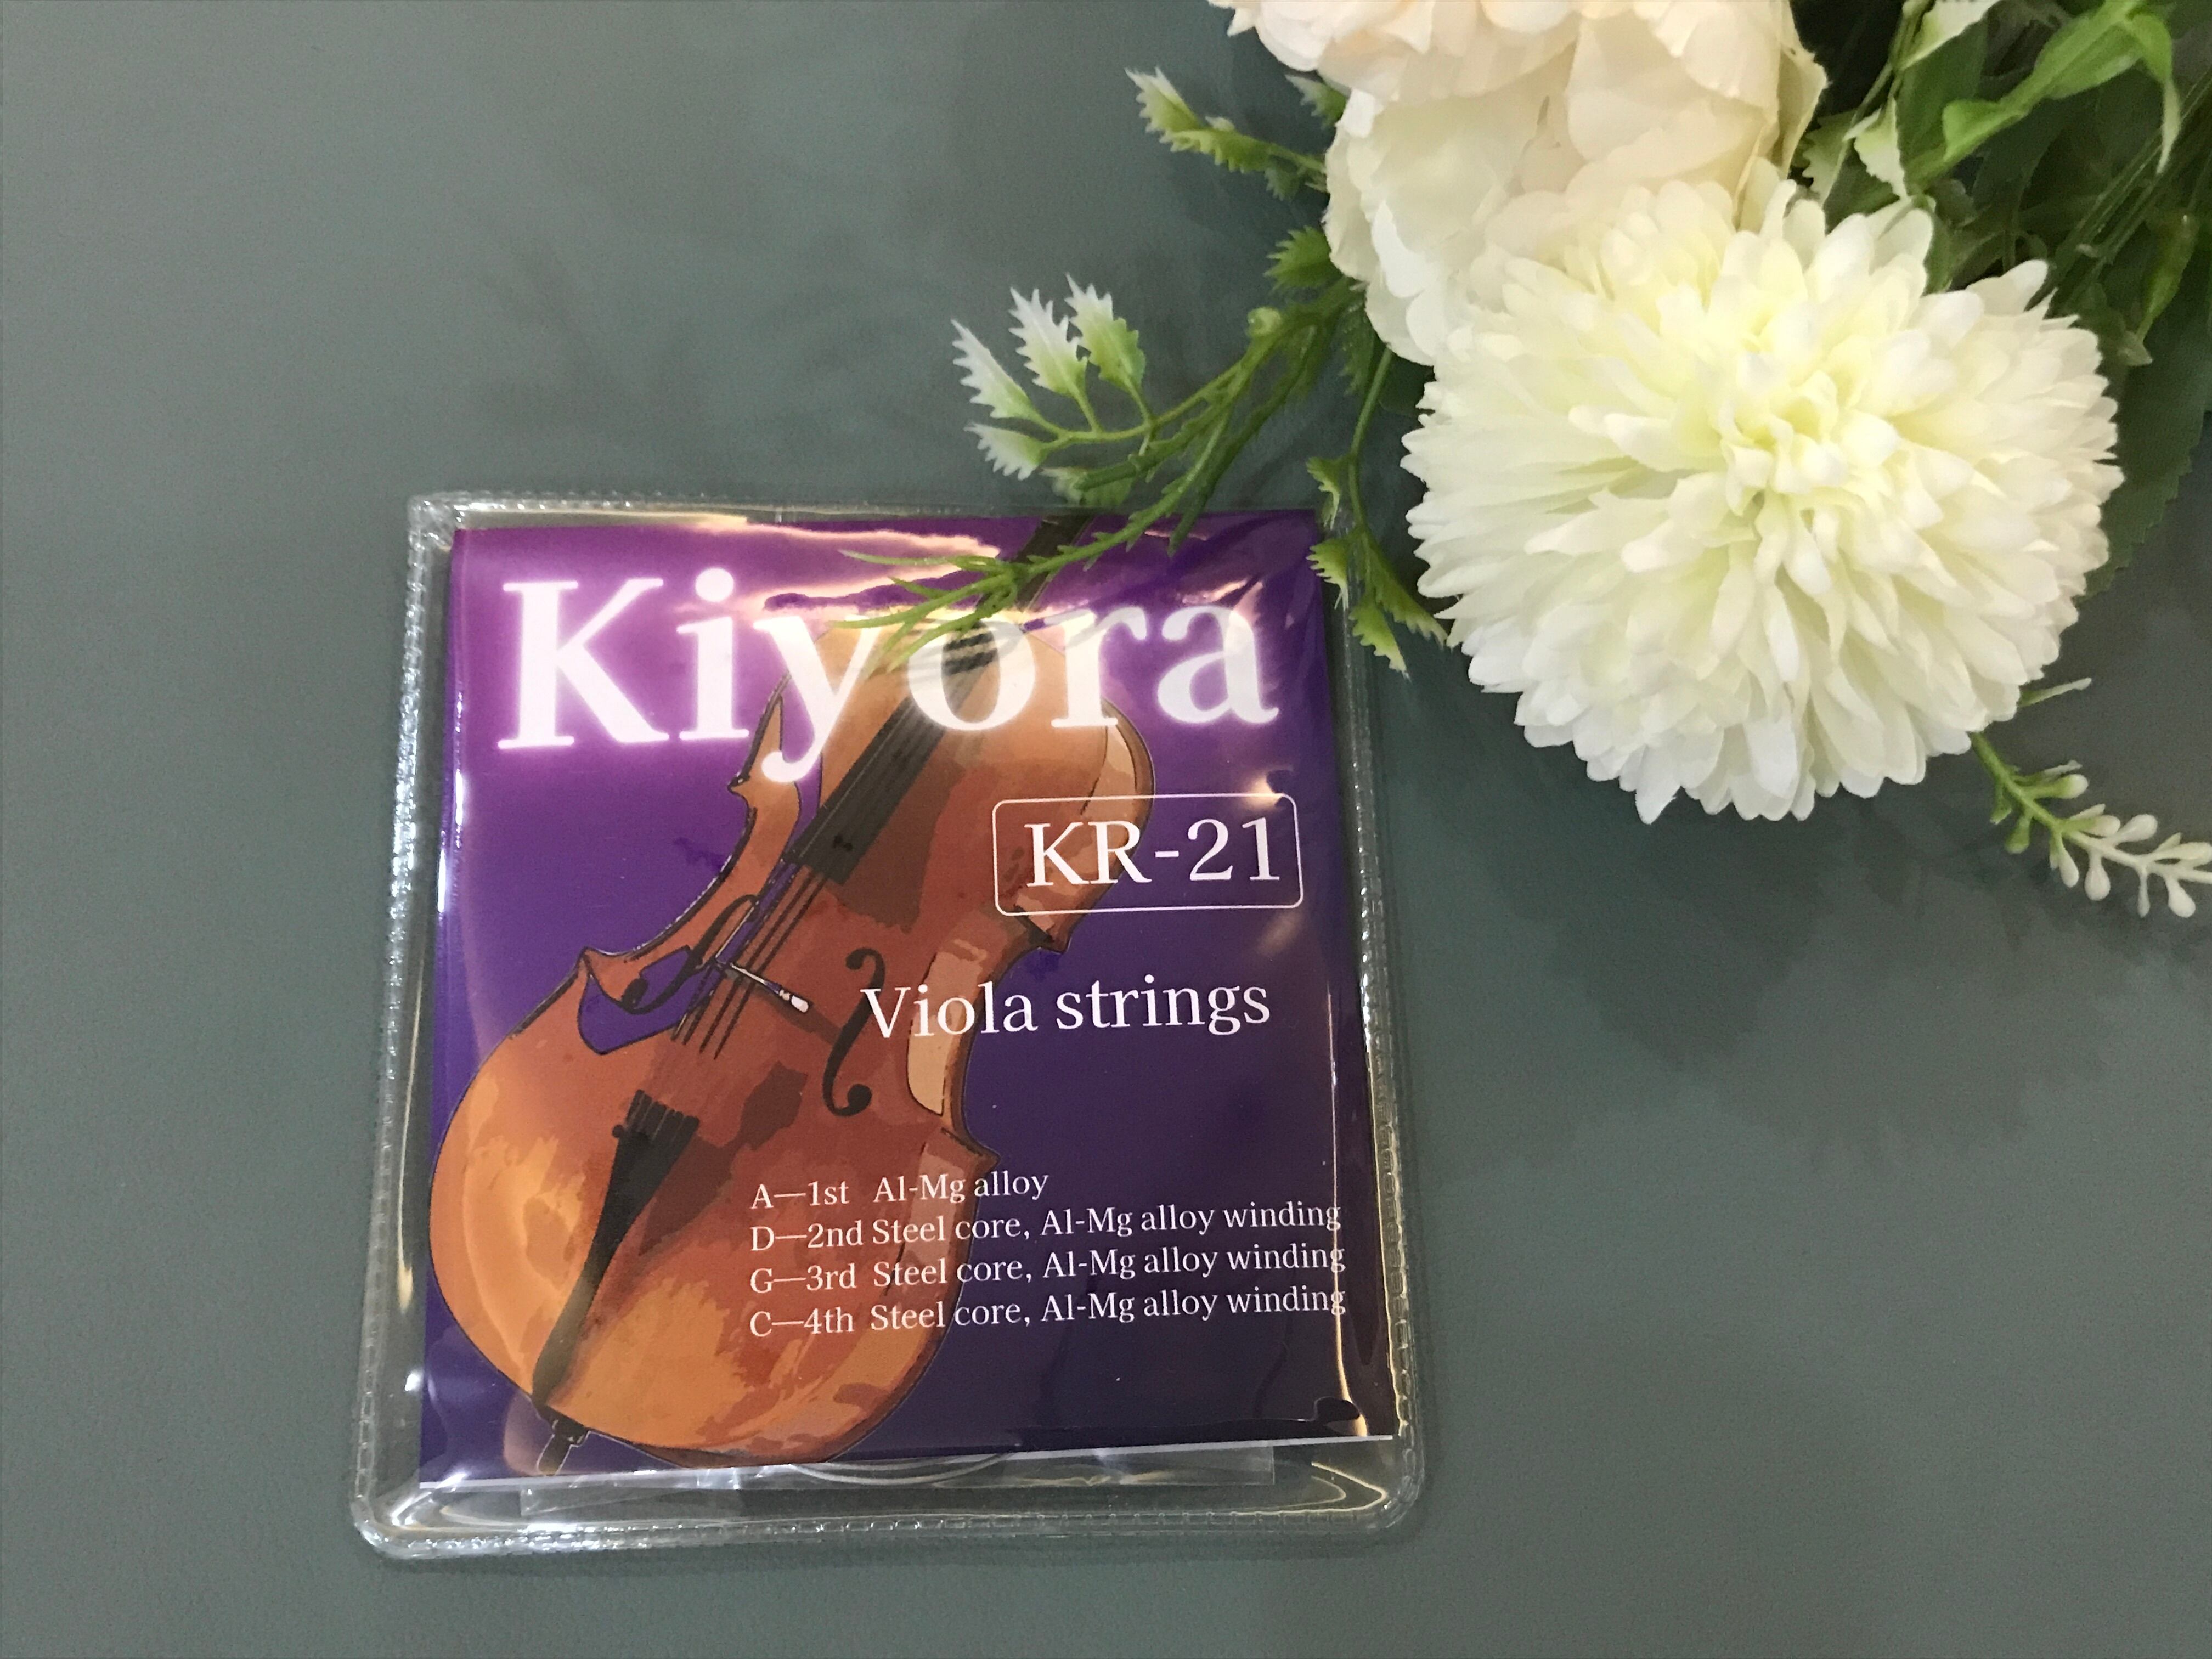 Kiyora
KR-21
Viola strings
A—1st Al-Mg alloy
D—2nd Steel core, Al-Mg alloy winding
G—3rd Steel core, Al-Mg alloy winding
C—4th Steel core, Al-Mg alloy winding